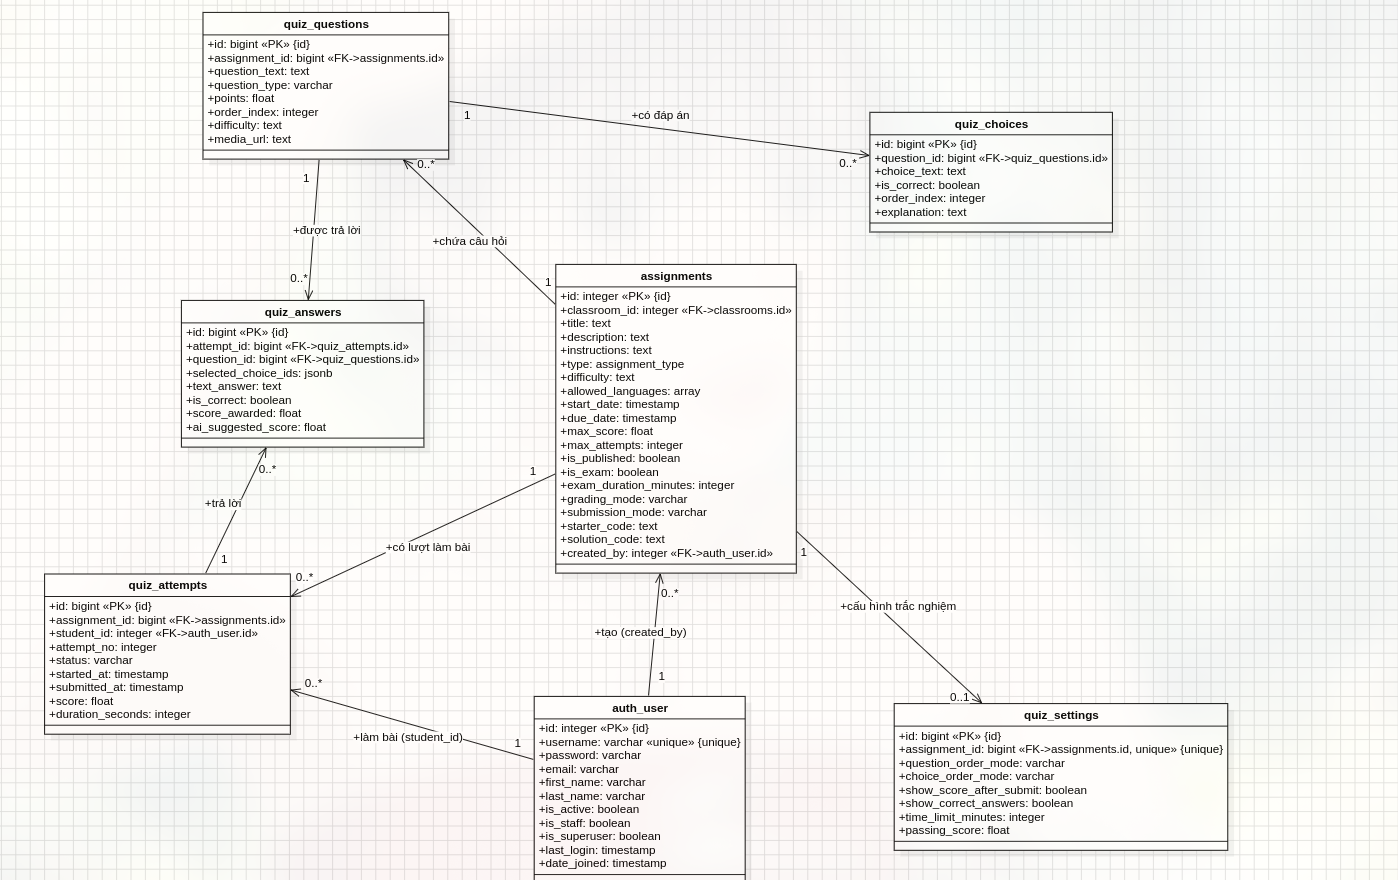 quiz_questions
+id: bigint «PK» {id}
+assignment_id: bigint «FK->assignments.id»
+question_text: text
+question_type: varchar
+points: float
+order_index: integer
+difficulty: text
+media_url: text
1
+có đáp án
0..*
quiz_choices
+id: bigint «PK» {id}
+question_id: bigint «FK->quiz_questions.id»
+choice_text: text
+is_correct: boolean
+order_index: integer
+explanation: text
1
+được trả lời
0..*
0..*
+chứa câu hỏi
1
assignments
+id: integer «PK» {id}
+classroom_id: integer «FK->classrooms.id»
+title: text
+description: text
+instructions: text
+type: assignment_type
+difficulty: text
+allowed_languages: array
+start_date: timestamp
+due_date: timestamp
+max_score: float
+max_attempts: integer
+is_published: boolean
+is_exam: boolean
+exam_duration_minutes: integer
+grading_mode: varchar
+submission_mode: varchar
+starter_code: text
+solution_code: text
+created_by: integer «FK->auth_user.id»
quiz_answers
+id: bigint «PK» {id}
+attempt_id: bigint «FK->quiz_attempts.id»
+question_id: bigint «FK->quiz_questions.id»
+selected_choice_ids: jsonb
+text_answer: text
+is_correct: boolean
+score_awarded: float
+ai_suggested_score: float
0..*
+trả lời
1
1
+có lượt làm bài
0..*
quiz_attempts
+id: bigint «PK» {id}
+assignment_id: bigint «FK->assignments.id»
+student_id: integer «FK->auth_user.id»
+attempt_no: integer
+status: varchar
+started_at: timestamp
+submitted_at: timestamp
+score: float
+duration_seconds: integer
0..*
+làm bài (student_id)
1
0..*
+tạo (created_by)
1
1
+cấu hình trắc nghiệm
0..1
auth_user
+id: integer «PK» {id}
+username: varchar «unique» {unique}
+password: varchar
+email: varchar
+first_name: varchar
+last_name: varchar
+is_active: boolean
+is_staff: boolean
+is_superuser: boolean
+last_login: timestamp
+date_joined: timestamp
quiz_settings
+id: bigint «PK» {id}
+assignment_id: bigint «FK->assignments.id, unique» {unique}
+question_order_mode: varchar
+choice_order_mode: varchar
+show_score_after_submit: boolean
+show_correct_answers: boolean
+time_limit_minutes: integer
+passing_score: float